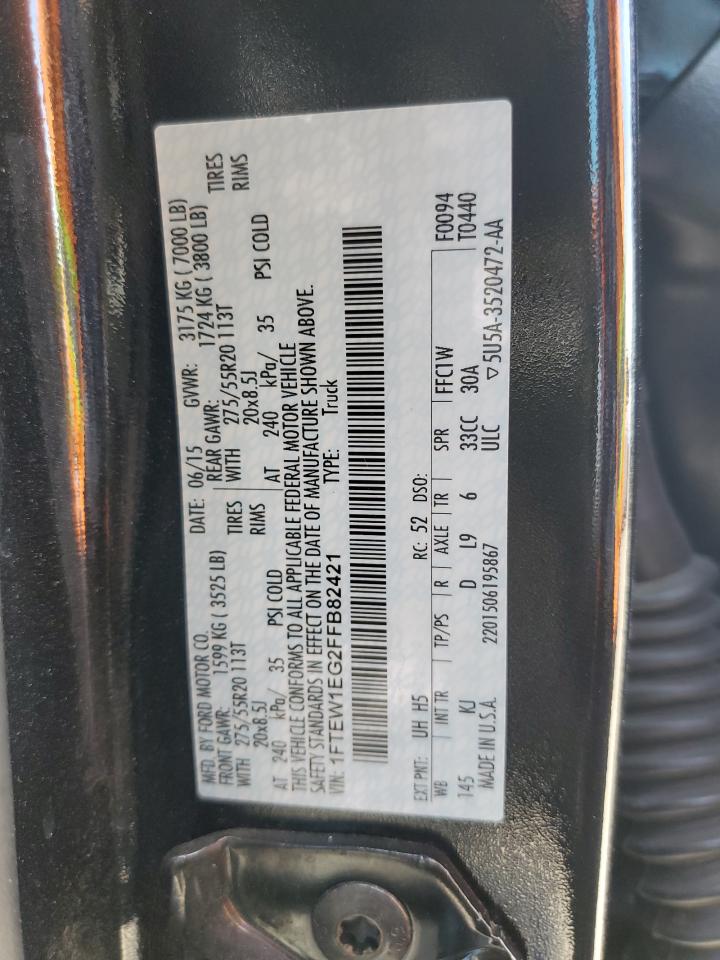 MFD. BY FORD MOTOR CO.
DATE: 06/15 GVWR: 3175 KG ( 7000 LB)
FRONT GAWR: 1599 KG ( 3525 LB) REAR GAWR: 1724 KG ( 3800 LB)
WITH 275/55R20 113T TIRES WITH 275/55R20 113T TIRES
20x8.5J RIMS 20x8.5J RIMS
AT 240 kPa/ 35 PSI COLD AT 240 kPa/ 35 PSI COLD
THIS VEHICLE CONFORMS TO ALL APPLICABLE FEDERAL MOTOR VEHICLE
SAFETY STANDARDS IN EFFECT ON THE DATE OF MANUFACTURE SHOWN ABOVE.
VIN: 1FTEW1EG2FFB82421 TYPE: Truck
EXT PNT: UH H5 RC: 52 DSO: F0094
WB INT TR TP/PS R AXLE TR SPR FFC1W T0440
145 KJ D L9 6 33CC 30A
MADE IN U.S.A. 2201506195867 ULC ▽5U5A-3520472-AA